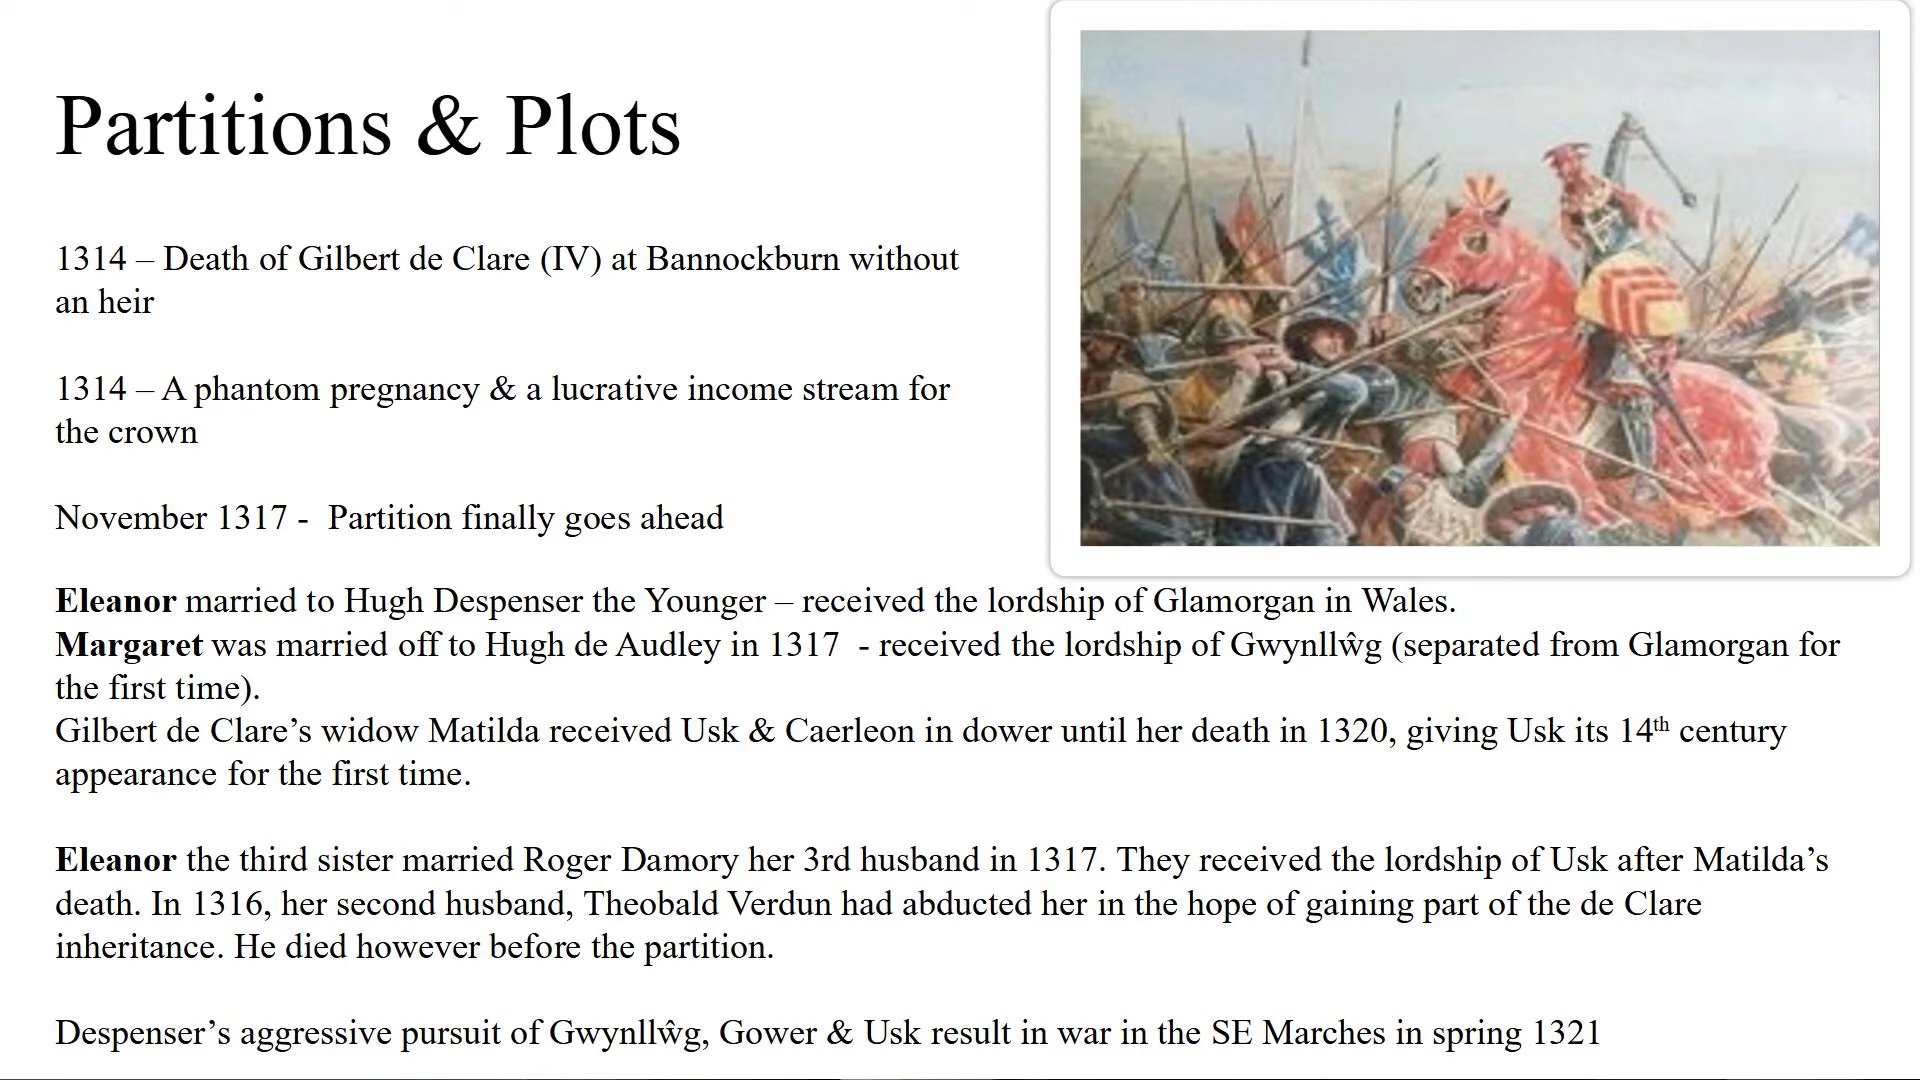 Partitions & Plots
1314 – Death of Gilbert de Clare (IV) at Bannockburn without
an heir
1314 – A phantom pregnancy & a lucrative income stream for
the crown
November 1317 -  Partition finally goes ahead
Eleanor married to Hugh Despenser the Younger – received the lordship of Glamorgan in Wales.
Margaret was married off to Hugh de Audley in 1317  - received the lordship of Gwynllŵg (separated from Glamorgan for
the first time).
Gilbert de Clare’s widow Matilda received Usk & Caerleon in dower until her death in 1320, giving Usk its 14th century
appearance for the first time.
Eleanor the third sister married Roger Damory her 3rd husband in 1317. They received the lordship of Usk after Matilda’s
death. In 1316, her second husband, Theobald Verdun had abducted her in the hope of gaining part of the de Clare
inheritance. He died however before the partition.
Despenser’s aggressive pursuit of Gwynllŵg, Gower & Usk result in war in the SE Marches in spring 1321